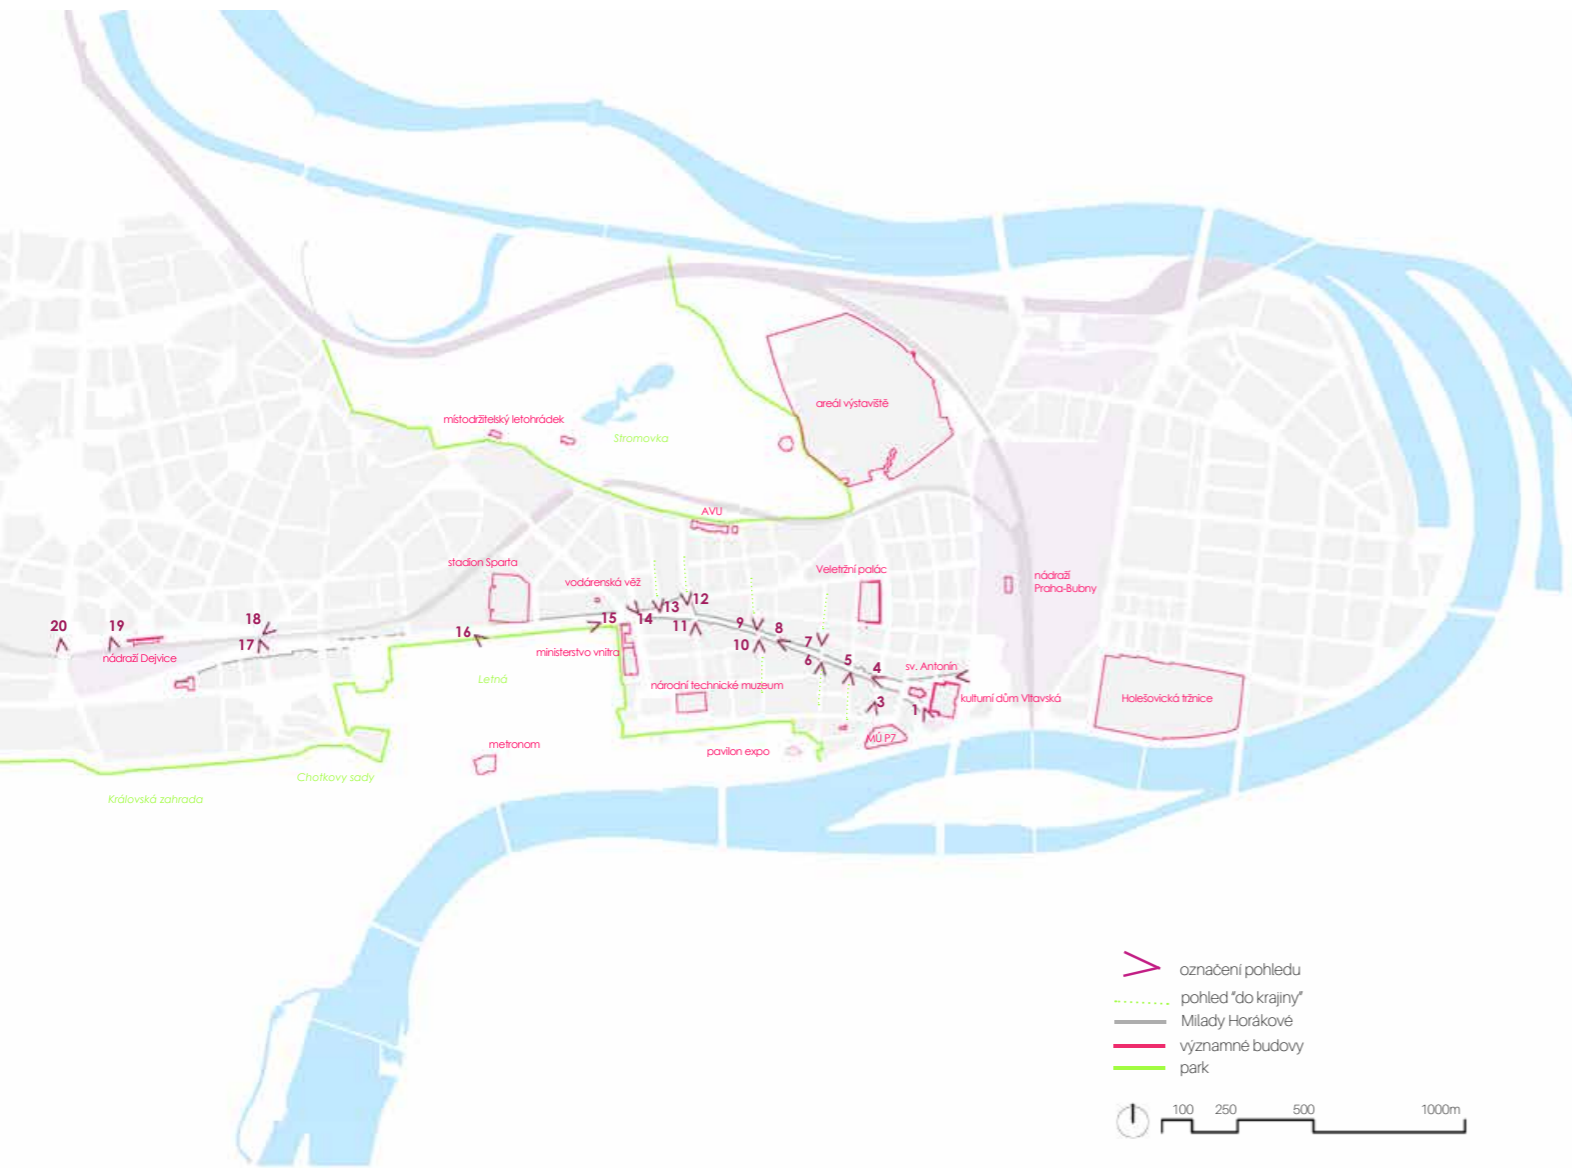 místodržitelský letohrádek
Stromovka
areál výstaviště
AVU
stadion Sparta
vodárenská věž
Veletržní palác
nádraží
Praha-Bubny
20
19
18
17
nádraží Dejvice
16
15
14
13
12
11
ministerstvo vnitra
9
10
8
7
6
5
4
sv. Antonín
3
1
kulturní dům Vltavská
Holešovická tržnice
Letná
národní technické muzeum
MÚ P7
metronom
pavilon expo
Chotkovy sady
Královská zahrada
označení pohledu
pohled "do krajiny"
Milady Horákové
významné budovy
park
100 250 500 1000m